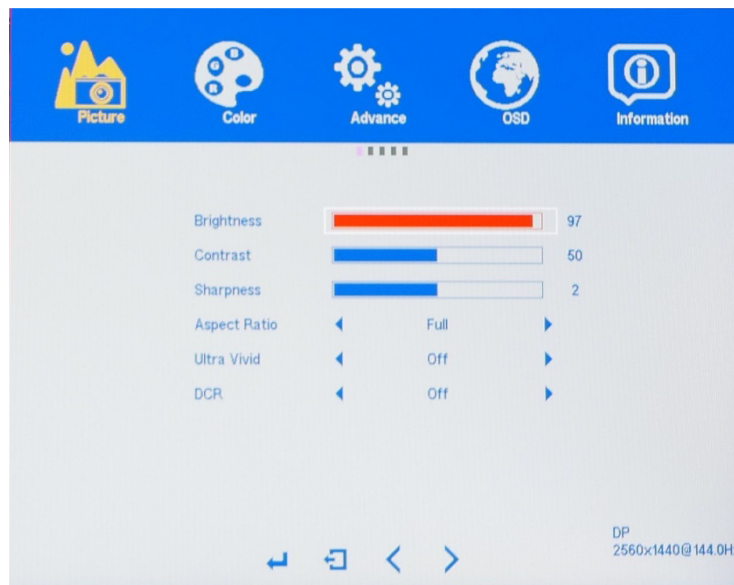 G B R
Picture Color Advance OSD Information
Brightness 97
Contrast 50
Sharpness 2
Aspect Ratio Full
Ultra Vivid Off
DCR Off
DP
2560x1440@144.0H